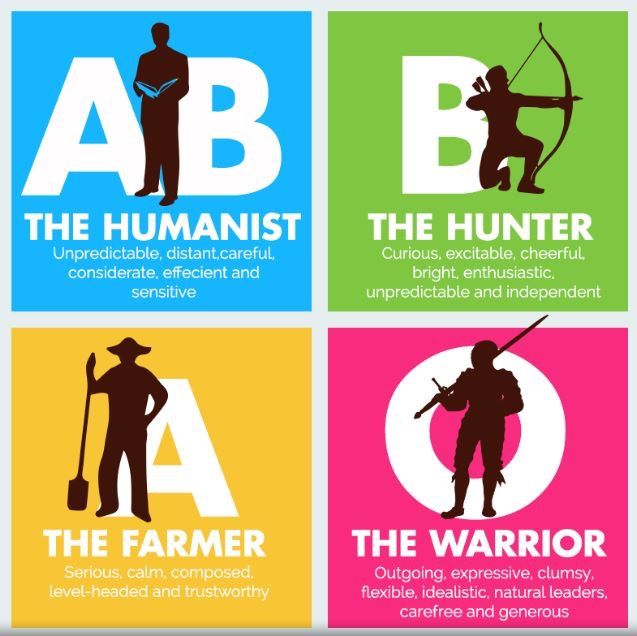 AB
THE HUMANIST
Unpredictable, distant,careful,
considerate, effecient and
sensitive
B
THE HUNTER
Curious, excitable, cheerful,
bright, enthusiastic,
unpredictable and independent
A
THE FARMER
Serious, calm, composed,
level-headed and trustworthy
O
THE WARRIOR
Outgoing, expressive, clumsy,
flexible, idealistic, natural leaders,
carefree and generous